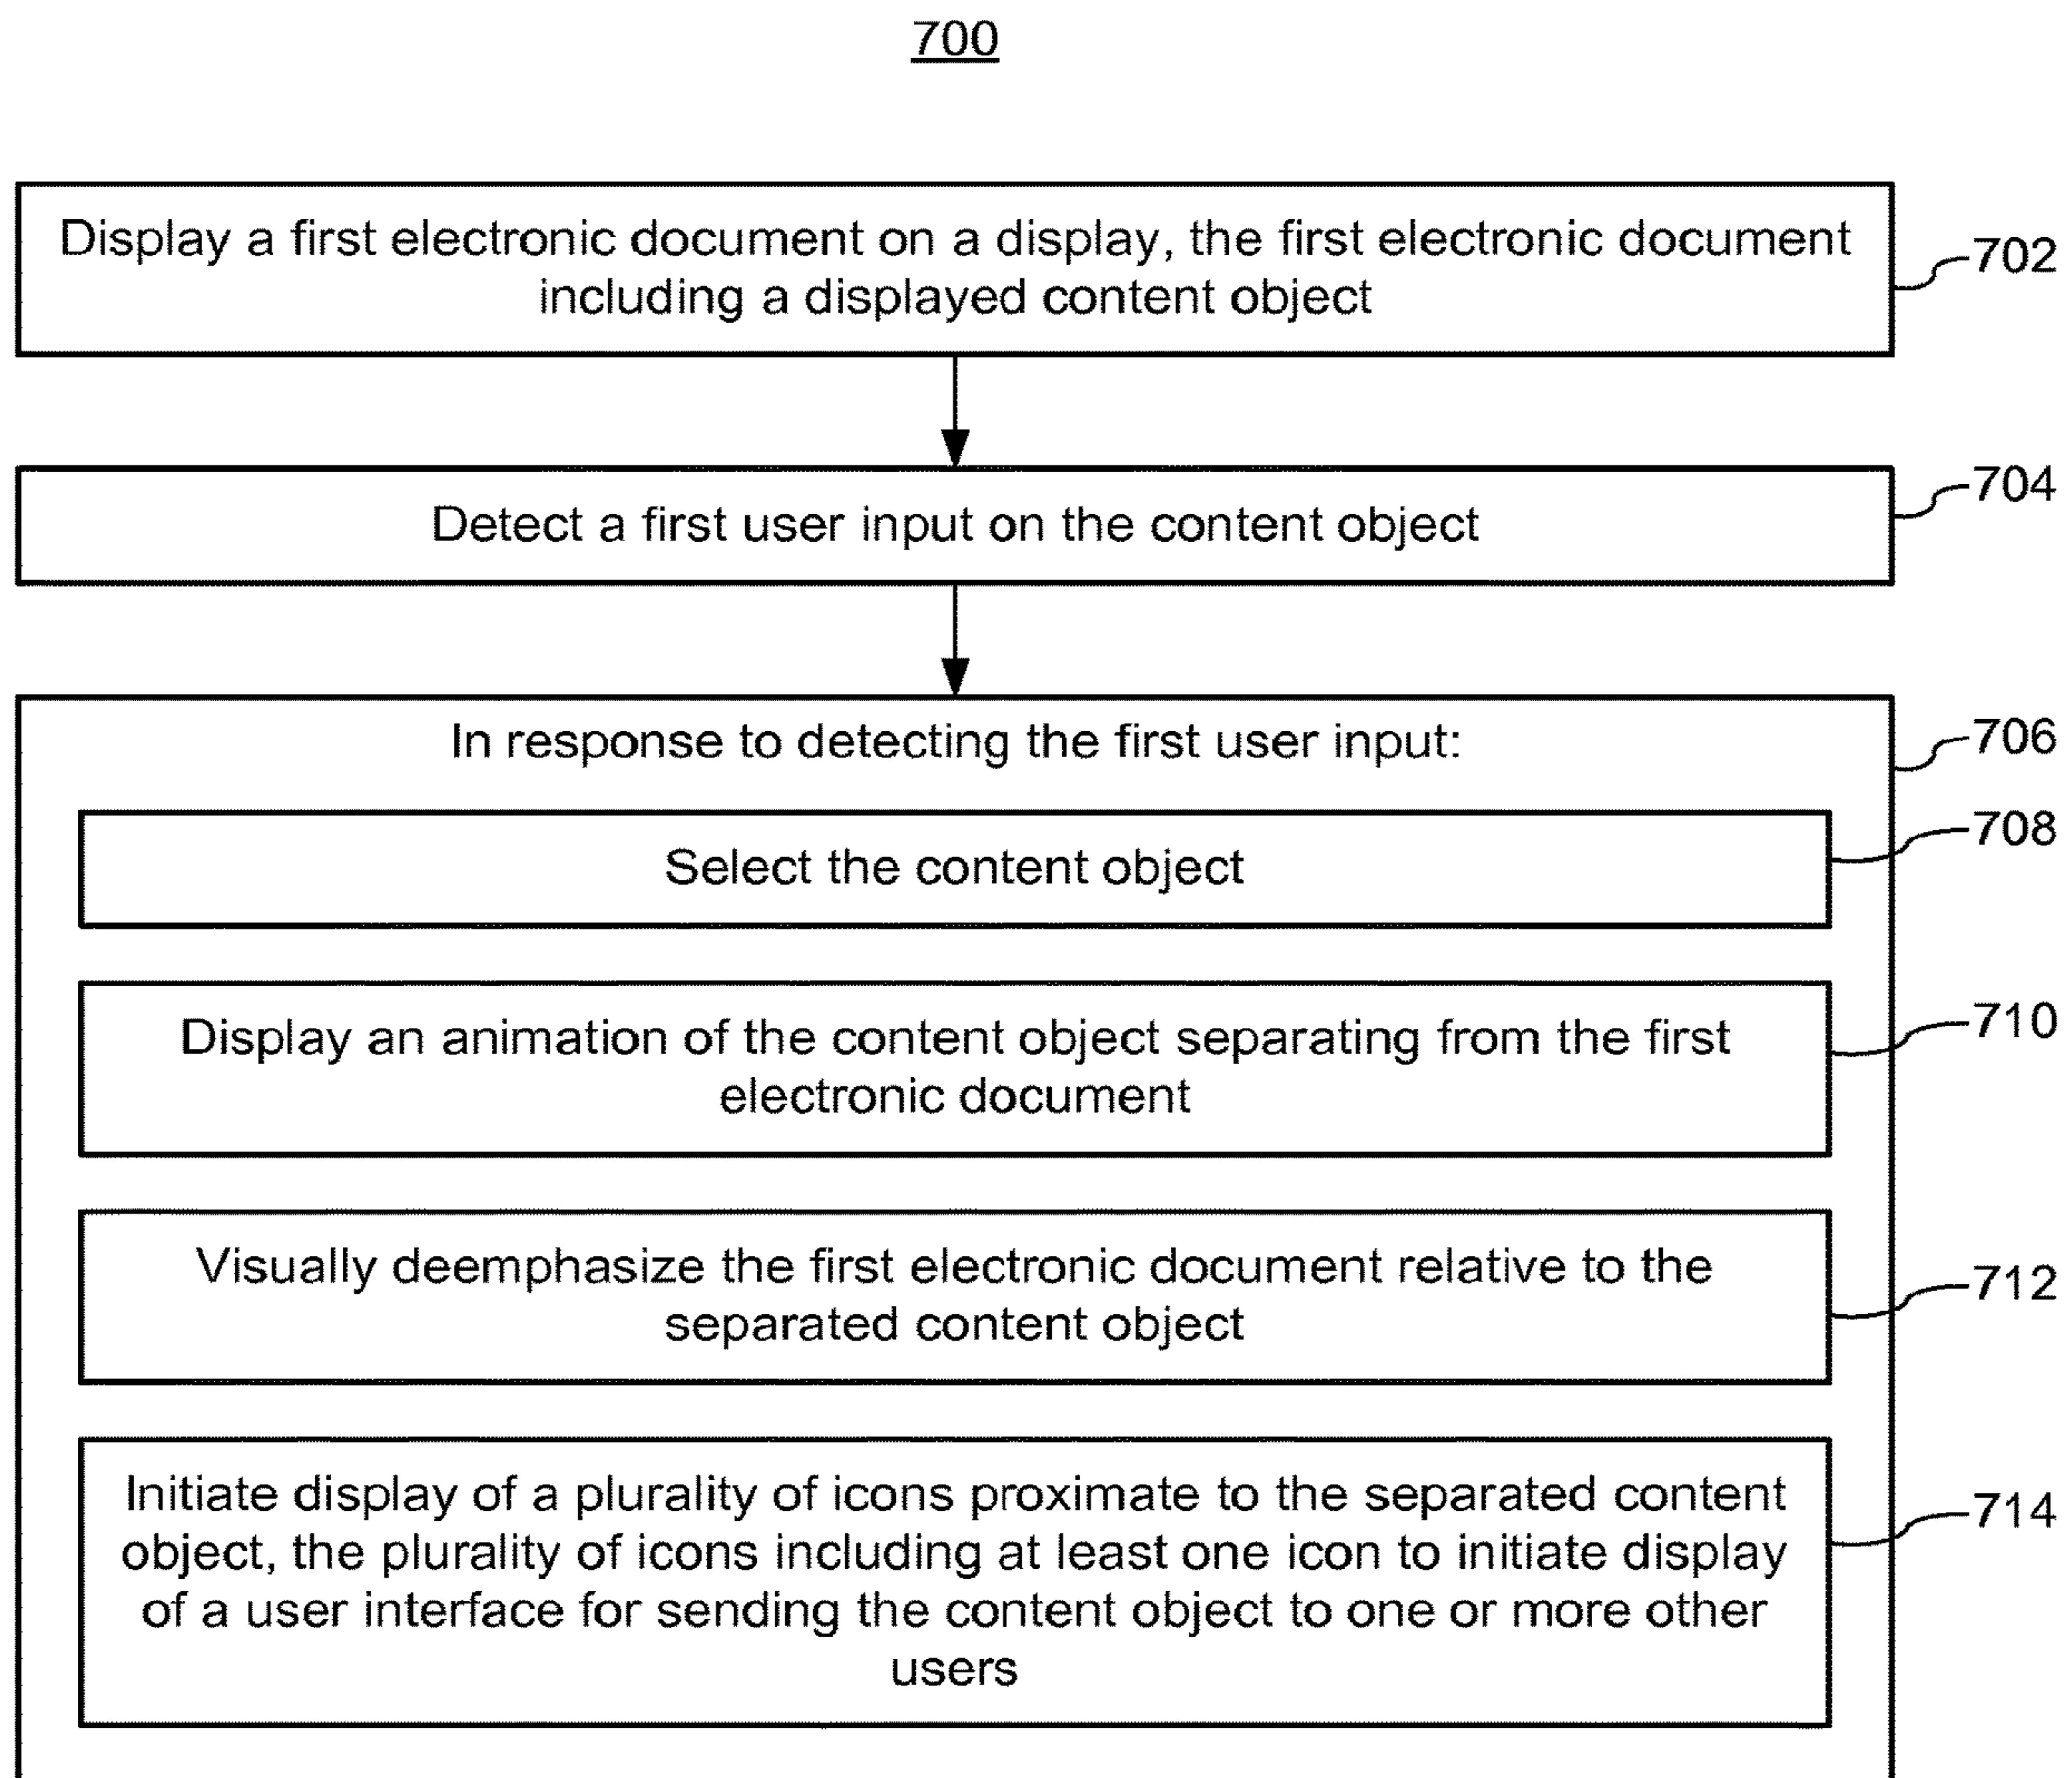 700
Display a first electronic document on a display, the first electronic document
including a displayed content object
702
Detect a first user input on the content object
704
In response to detecting the first user input:
706
Select the content object
708
Display an animation of the content object separating from the first
electronic document
710
Visually deemphasize the first electronic document relative to the
separated content object
712
Initiate display of a plurality of icons proximate to the separated content
object, the plurality of icons including at least one icon to initiate display
of a user interface for sending the content object to one or more other
users
714